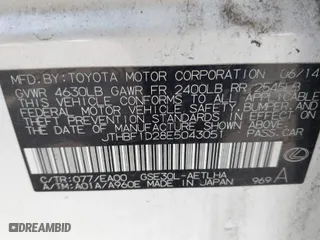 MFD.BY:TOYOTA MOTOR CORPORATION 06/14
GVWR 4630LB GAWR FR 2400LB RR 2545LB
THIS VEHICLE CONFORMS TO ALL APPLICABLE
FEDERAL MOTOR VEHICLE SAFETY, BUMPER, AND
THEFT PREVENTION STANDARDS IN EFFECT ON
THE DATE OF MANUFACTURE SHOWN ABOVE.
JTHBF1D28E5043051 PASS.CAR
C/TR:077/EA00 GSE30L-AETLHA
A/TM:A01A/A960E MADE IN JAPAN 969 A
DEALER HISTORY